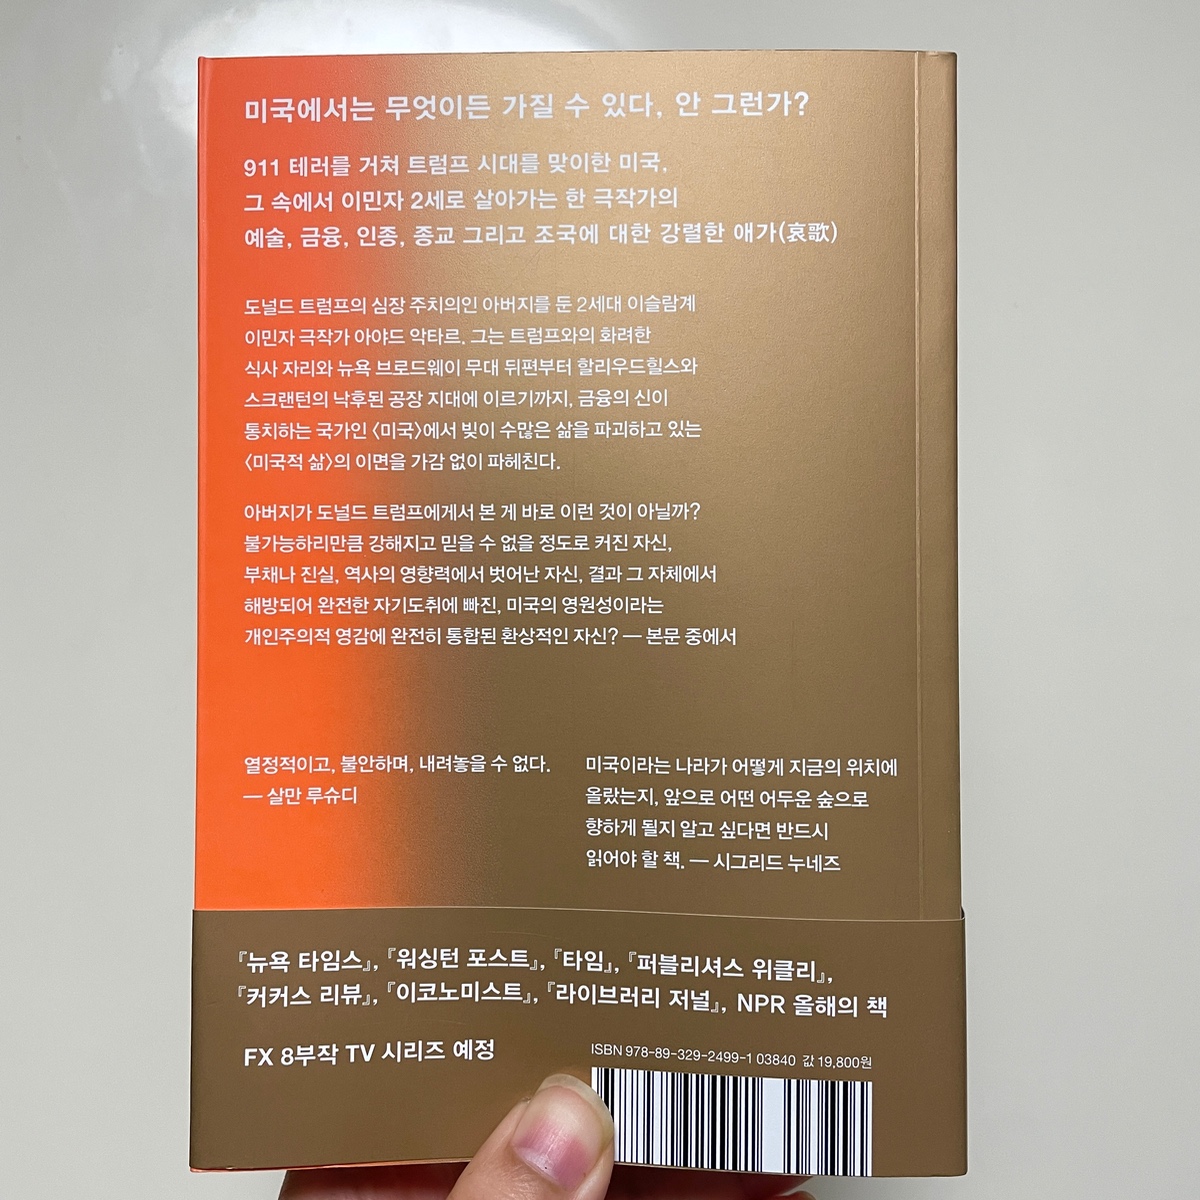 미국에서는 무엇이든 가질 수 있다, 안 그런가?
911 테러를 거쳐 트럼프 시대를 맞이한 미국,
그 속에서 이민자 2세로 살아가는 한 극작가의
예술, 금융, 인종, 종교 그리고 조국에 대한 강렬한 애가(哀歌)
도널드 트럼프의 심장 주치의인 아버지를 둔 2세대 이슬람계
이민자 극작가 아야드 악타르. 그는 트럼프와의 화려한
식사 자리와 뉴욕 브로드웨이 무대 뒤편부터 할리우드힐스와
스크랜턴의 낙후된 공장 지대에 이르기까지, 금융의 신이
통치하는 국가인 〈미국〉에서 빚이 수많은 삶을 파괴하고 있는
〈미국적 삶〉의 이면을 가감 없이 파헤친다.
아버지가 도널드 트럼프에게서 본 게 바로 이런 것이 아닐까?
불가능하리만큼 강해지고 믿을 수 없을 정도로 커진 자신,
부채나 진실, 역사의 영향력에서 벗어난 자신, 결과 그 자체에서
해방되어 완전한 자기도취에 빠진, 미국의 영원성이라는
개인주의적 영감에 완전히 통합된 환상적인 자신? — 본문 중에서
열정적이고, 불안하며, 내려놓을 수 없다.
— 살만 루슈디
미국이라는 나라가 어떻게 지금의 위치에
올랐는지, 앞으로 어떤 어두운 숲으로
향하게 될지 알고 싶다면 반드시
읽어야 할 책. — 시그리드 누네즈
『뉴욕 타임스』, 『워싱턴 포스트』, 『타임』, 『퍼블리셔스 위클리』,
『커커스 리뷰』, 『이코노미스트』, 『라이브러리 저널』, NPR 올해의 책
FX 8부작 TV 시리즈 예정
ISBN 978-89-329-2499-1 03840 값 19,800원